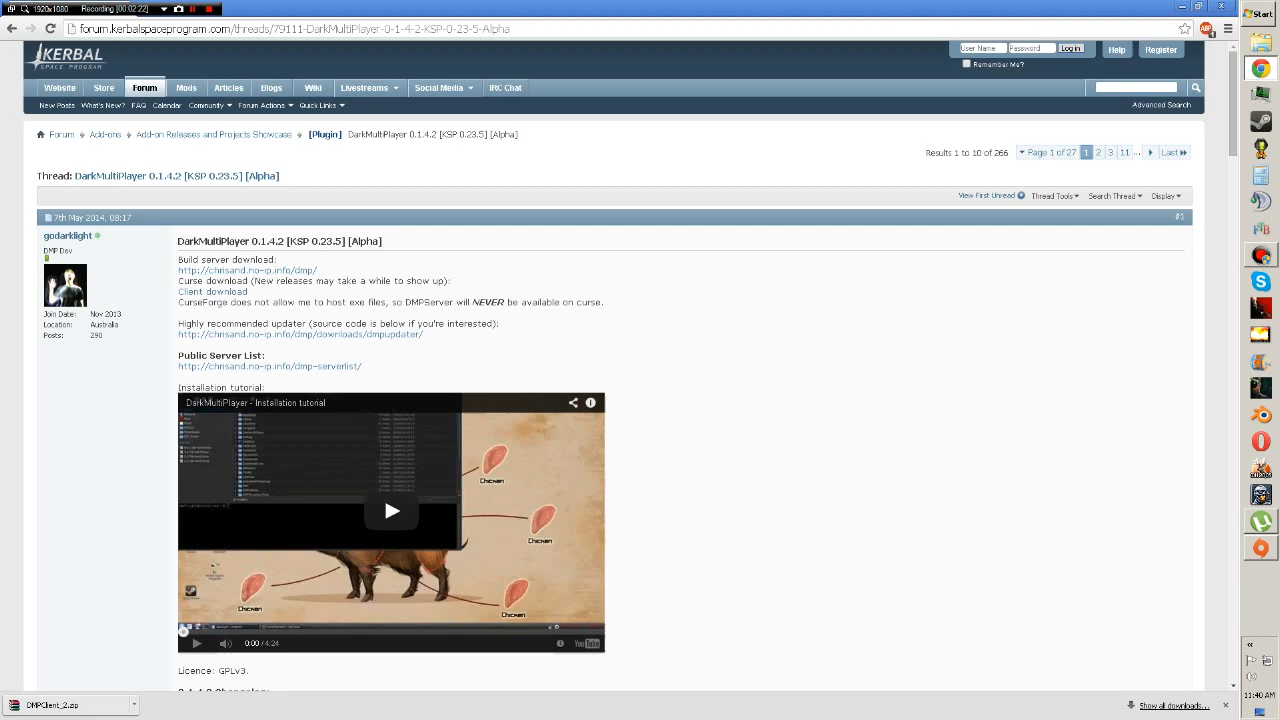 1920x1080 Recording [00:02:22]
Start
forum.kerbalspaceprogram.com/threads/79111-DarkMultiPlayer-0-1-4-2-KSP-0-23-5-Alpha
KERBAL
SPACE PROGRAM
User Name Password Log in Help Register
Remember Me?
Website Store Forum Mods Articles Blogs Wiki Livestreams Social Media IRC Chat
New Posts What's New? FAQ Calendar Community Forum Actions Quick Links Advanced Search
Forum Add-ons Add-on Releases and Projects Showcase [Plugin] DarkMultiPlayer 0.1.4.2 [KSP 0.23.5] [Alpha]
Results 1 to 10 of 266 Page 1 of 27 1 2 3 11 ... Last
Thread: DarkMultiPlayer 0.1.4.2 [KSP 0.23.5] [Alpha]
View First Unread Thread Tools Search Thread Display
7th May 2014, 08:17 #1
godarklight
DMP Dev
Join Date: Nov 2013
Location: Australia
Posts: 290
DarkMultiPlayer 0.1.4.2 [KSP 0.23.5] [Alpha]
Build server download:
http://chrisand.no-ip.info/dmp/
Curse download (New releases may take a while to show up):
Client download
CurseForge does not allow me to host exe files, so DMPServer will NEVER be available on curse.
Highly recommended updater (source code is below if you're interested):
http://chrisand.no-ip.info/dmp/downloads/dmpupdater/
Public Server List:
http://chrisand.no-ip.info/dmp-serverlist/
Installation tutorial:
DarkMultiPlayer - Installation tutorial
Chicken
Chicken
Chicken
Chicken
0:00 / 4:24 YouTube
Licence: GPLv3.
DMPClient_2.zip
Show all downloads...
11:40 AM